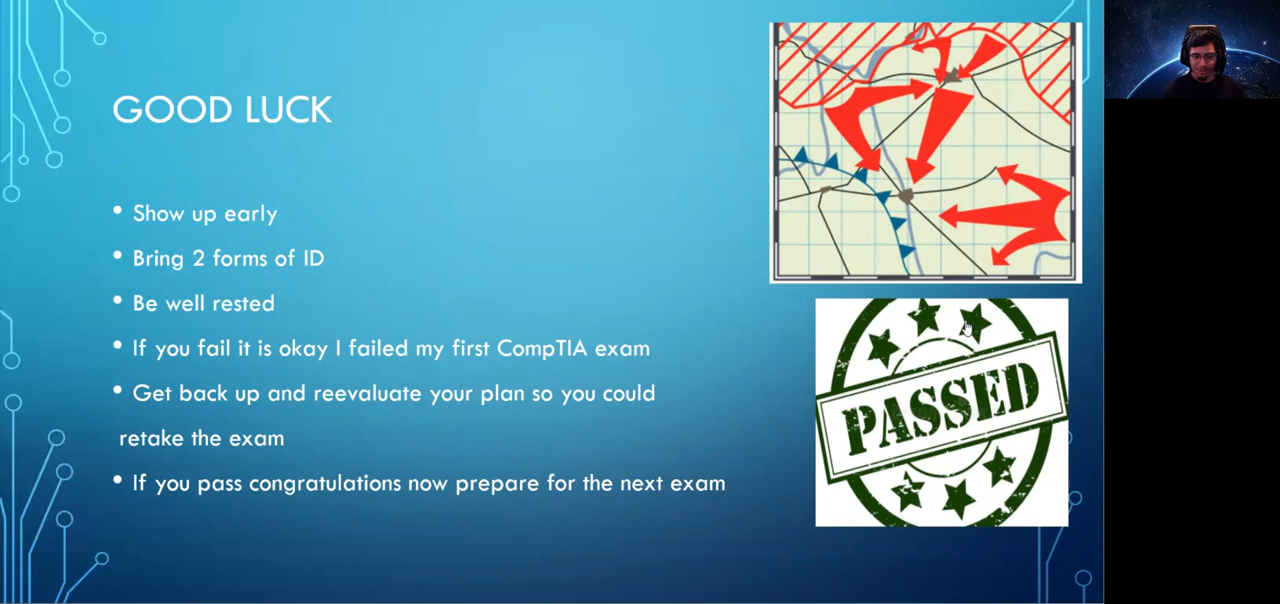 GOOD LUCK
• Show up early
• Bring 2 forms of ID
• Be well rested
• If you fail it is okay I failed my first CompTIA exam
• Get back up and reevaluate your plan so you could
retake the exam
• If you pass congratulations now prepare for the next exam
PASSED